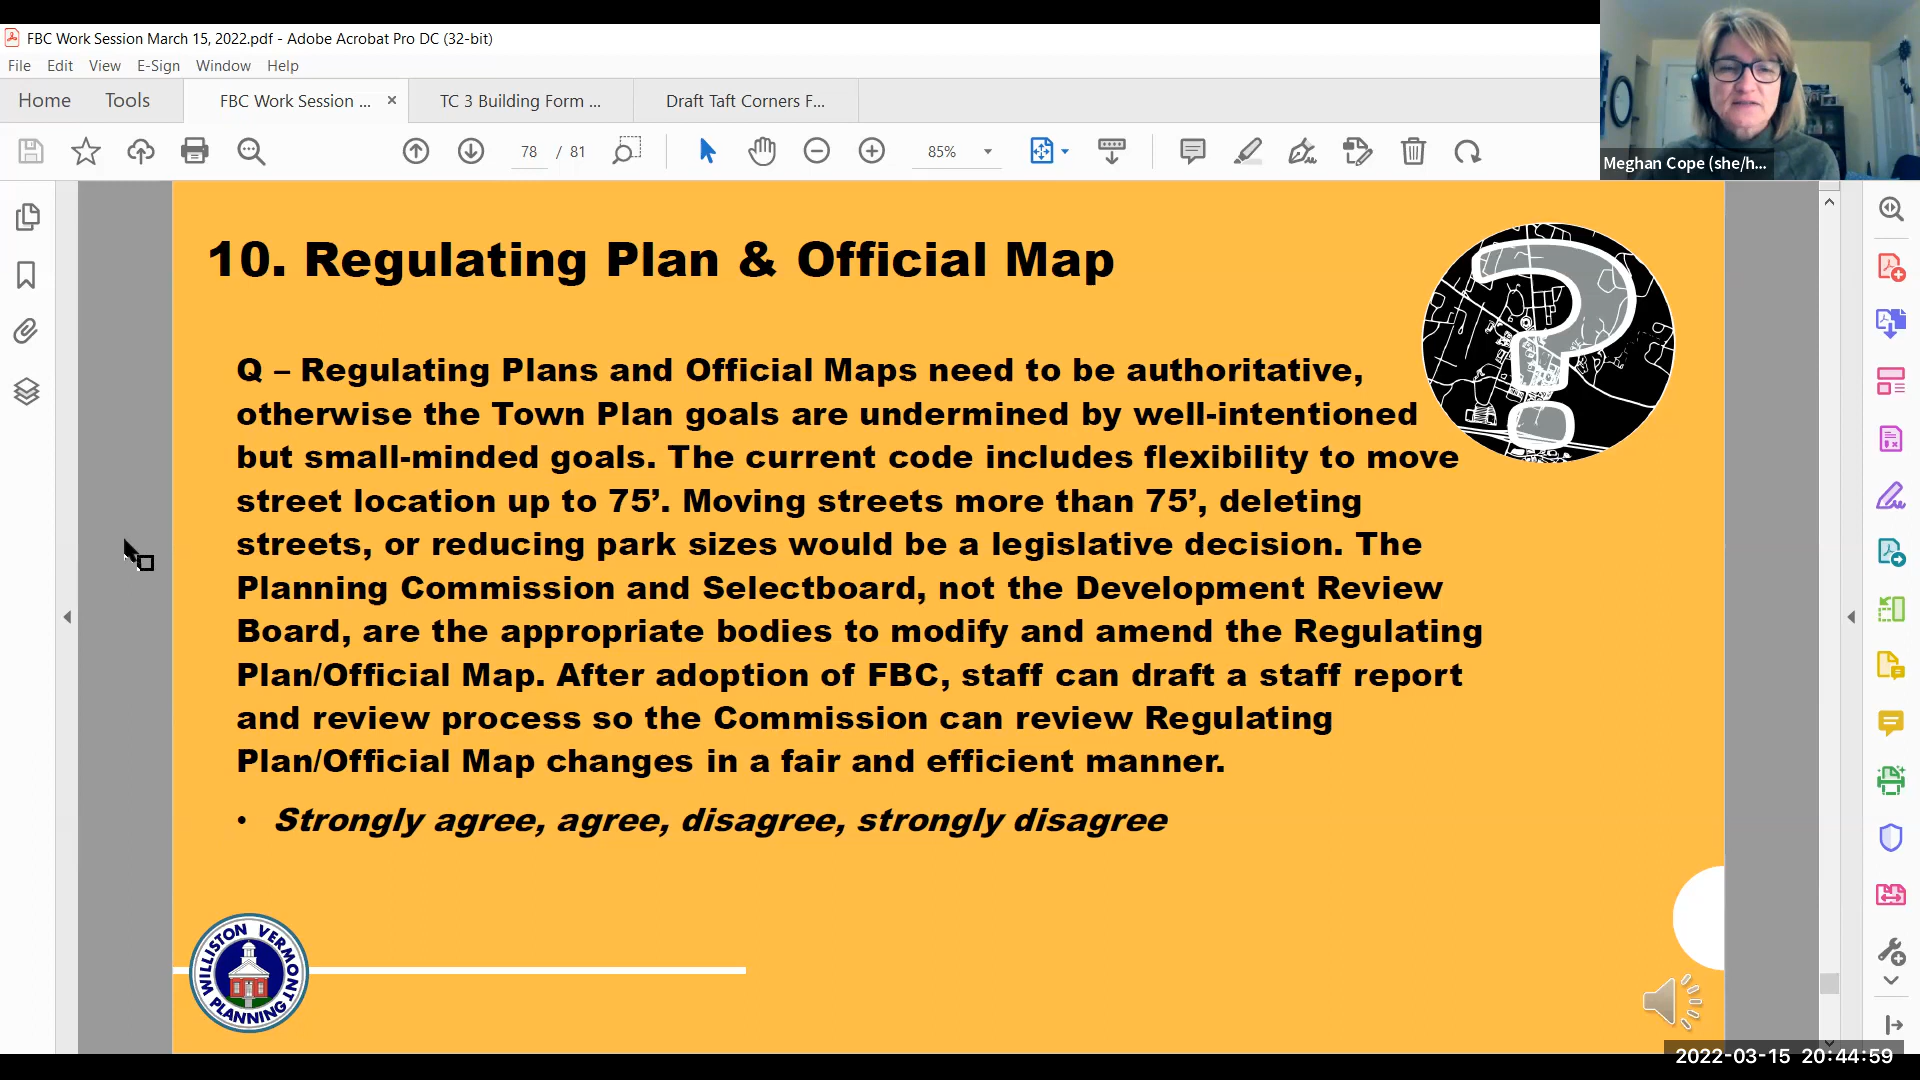 FBC Work Session March 15, 2022.pdf - Adobe Acrobat Pro DC (32-bit)
File Edit View E-Sign Window Help
Home Tools FBC Work Session ... × TC 3 Building Form ... Draft Taft Corners F...
78 / 81 85%
Meghan Cope (she/h...
10. Regulating Plan & Official Map
Q – Regulating Plans and Official Maps need to be authoritative,
otherwise the Town Plan goals are undermined by well-intentioned
but small-minded goals. The current code includes flexibility to move
street location up to 75’. Moving streets more than 75’, deleting
streets, or reducing park sizes would be a legislative decision. The
Planning Commission and Selectboard, not the Development Review
Board, are the appropriate bodies to modify and amend the Regulating
Plan/Official Map. After adoption of FBC, staff can draft a staff report
and review process so the Commission can review Regulating
Plan/Official Map changes in a fair and efficient manner.
• Strongly agree, agree, disagree, strongly disagree
WILLISTON VERMONT
PLANNING
2022-03-15 20:44:59